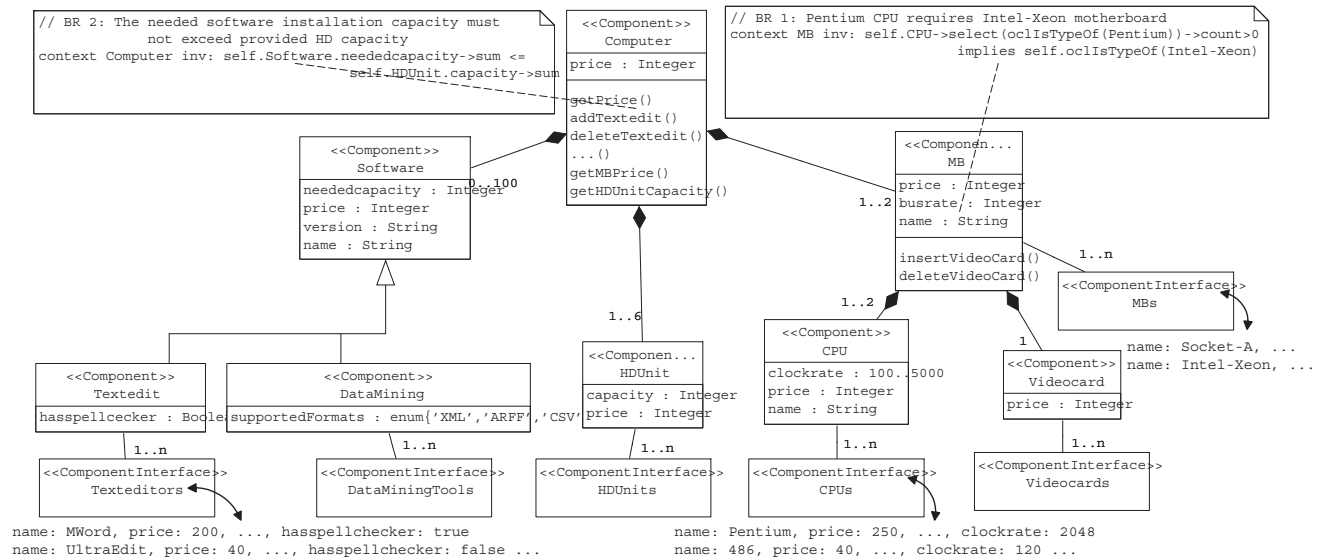 // BR 2: The needed software installation capacity must
not exceed provided HD capacity
context Computer inv: self.Software.neededcapacity->sum <=
self.HDUnit.capacity->sum
<<Component>>
Computer
price : Integer
getPrice()
addTextedit()
deleteTextedit()
...()
getMBPrice()
getHDUnitCapacity()
// BR 1: Pentium CPU requires Intel-Xeon motherboard
context MB inv: self.CPU->select(oclIsTypeOf(Pentium))->count>0
implies self.oclIsTypeOf(Intel-Xeon)
<<Component>>
Software
neededcapacity : Integer
price : Integer
version : String
name : String
0..100
1..2
<<Componen...
MB
price : Integer
busrate : Integer
name : String
insertVideoCard()
deleteVideoCard()
1..n
<<ComponentInterface>>
MBs
name: Socket-A, ...
name: Intel-Xeon, ...
1..6
1..2
1
<<Component>>
Textedit
hasspellcecker : Boolea
<<Component>>
DataMining
supportedFormats : enum{'XML','ARFF','CSV'
<<Componen...
HDUnit
capacity : Integer
price : Integer
<<Component>>
CPU
clockrate : 100..5000
price : Integer
name : String
<<Component>>
Videocard
price : Integer
1..n
1..n
1..n
1..n
1..n
<<ComponentInterface>>
Texteditors
<<ComponentInterface>>
DataMiningTools
<<ComponentInterface>>
HDUnits
<<ComponentInterface>>
CPUs
<<ComponentInterface>>
Videocards
name: MWord, price: 200, ..., hasspellchecker: true
name: UltraEdit, price: 40, ..., hasspellchecker: false ...
name: Pentium, price: 250, ..., clockrate: 2048
name: 486, price: 40, ..., clockrate: 120 ...